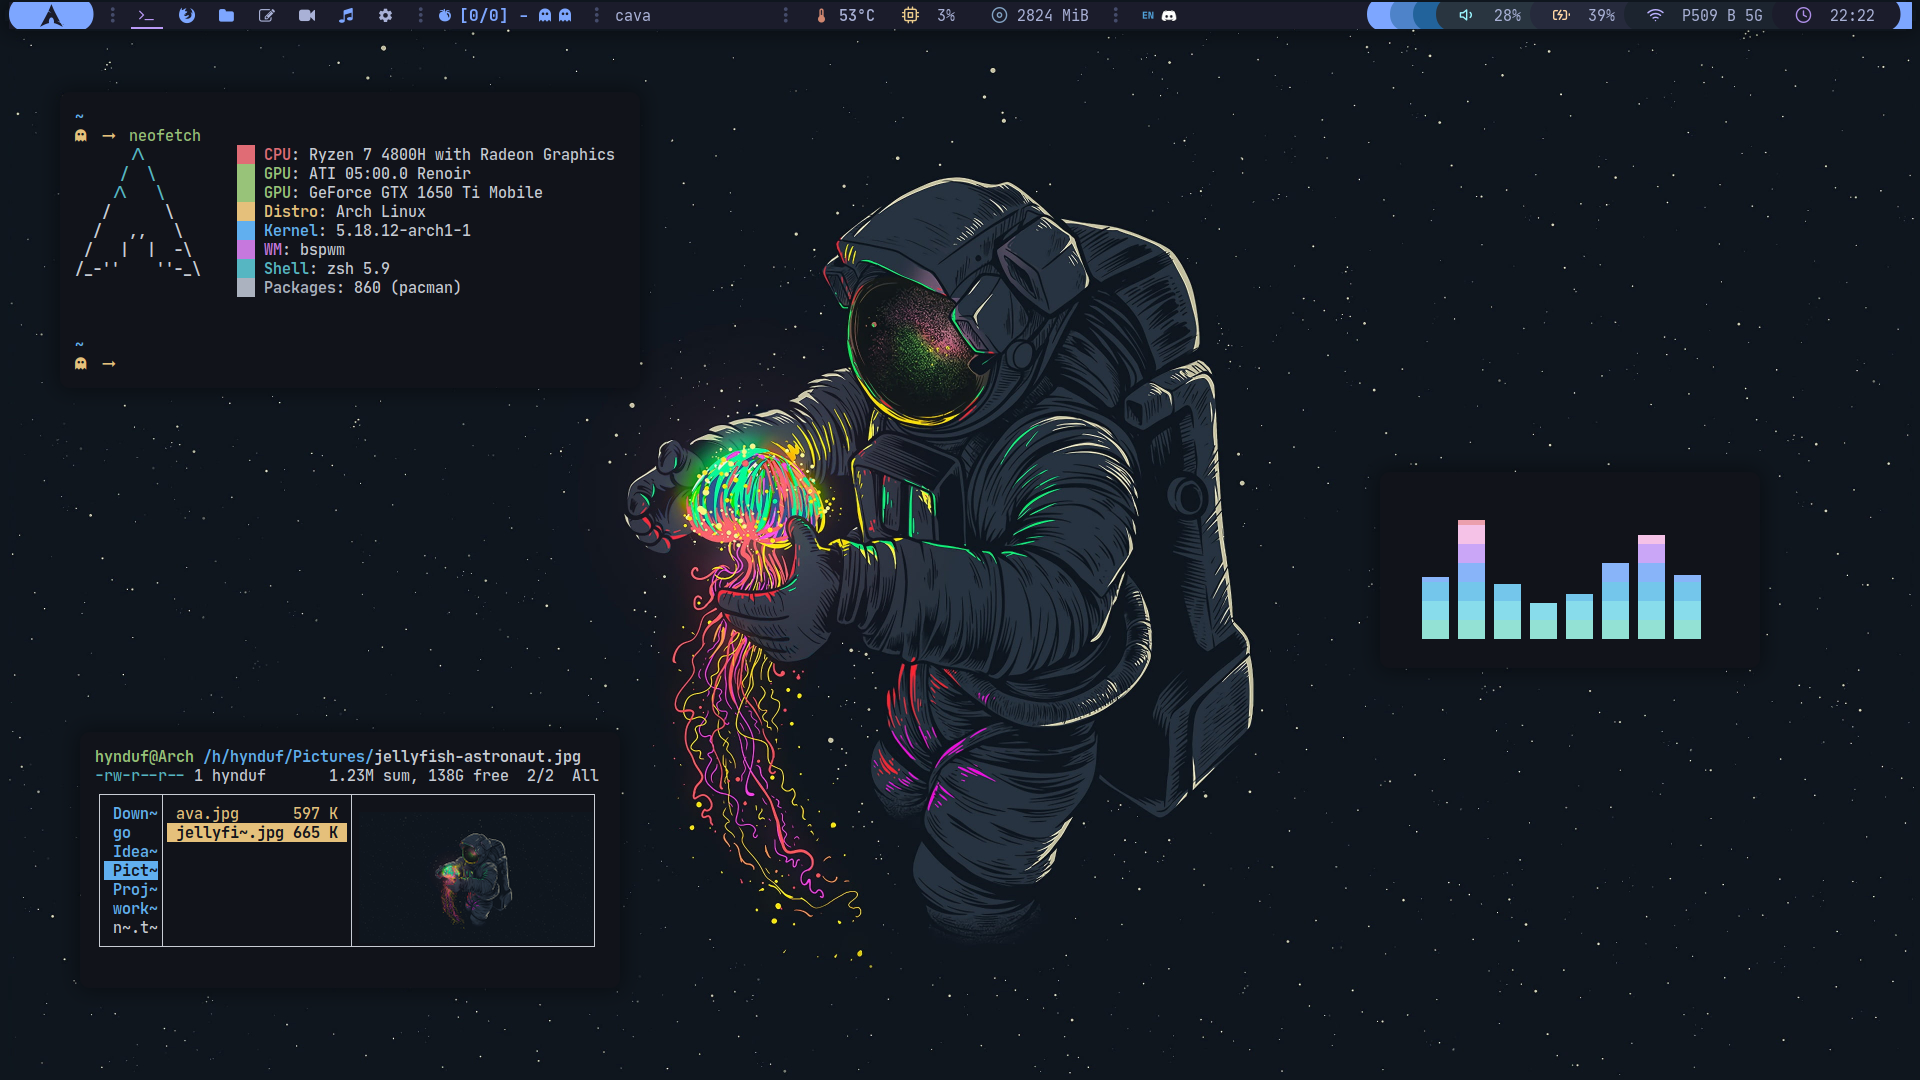 [0/0] - cava 53°C 3% 2824 MiB EN 28% 39% P509 B 5G 22:22
~
→ neofetch
CPU: Ryzen 7 4800H with Radeon Graphics
GPU: ATI 05:00.0 Renoir
GPU: GeForce GTX 1650 Ti Mobile
Distro: Arch Linux
Kernel: 5.18.12-arch1-1
WM: bspwm
Shell: zsh 5.9
Packages: 860 (pacman)
~
→
hynduf@Arch /h/hynduf/Pictures/jellyfish-astronaut.jpg
-rw-r--r-- 1 hynduf 1.23M sum, 138G free 2/2 All
Down~ ava.jpg 597 K
go jellyfi~.jpg 665 K
Idea~
Pict~
Proj~
work~
n~.t~